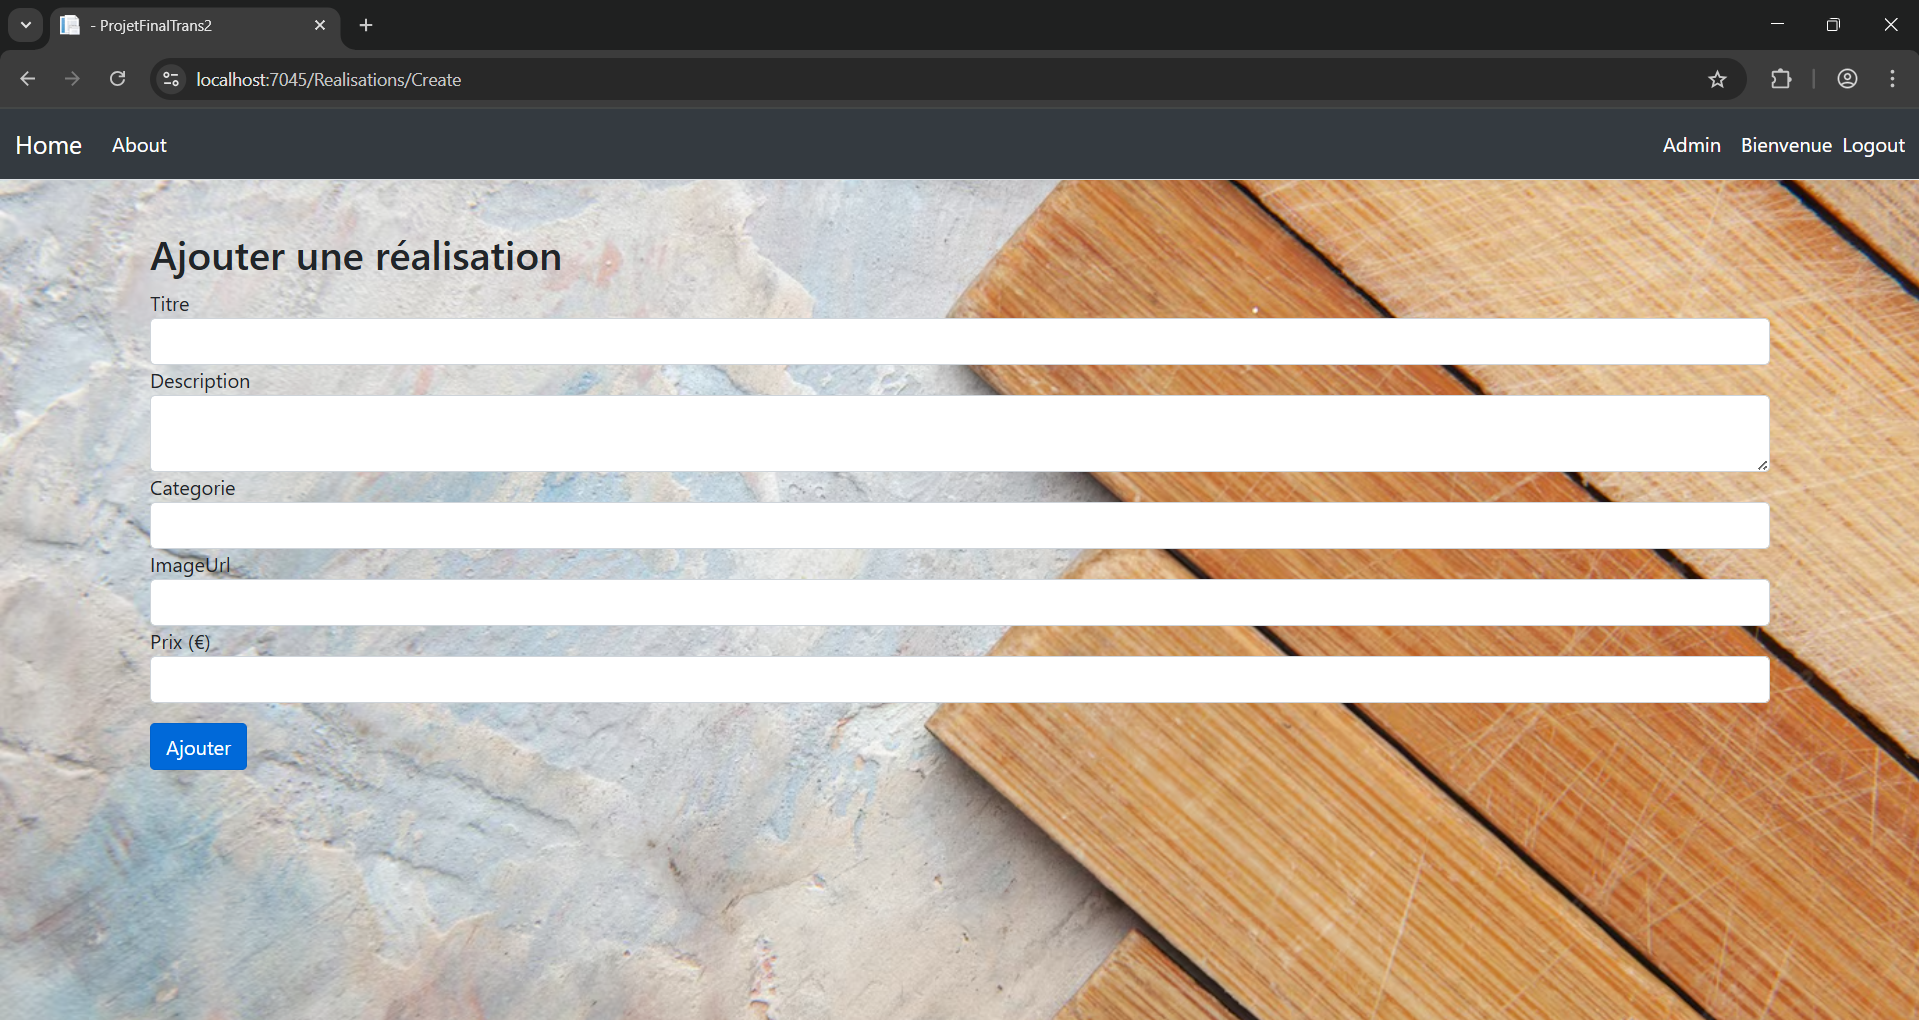 - ProjetFinalTrans2
localhost:7045/Realisations/Create
Home About Admin Bienvenue Logout
Ajouter une réalisation
Titre
Description
Categorie
ImageUrl
Prix (€)
Ajouter